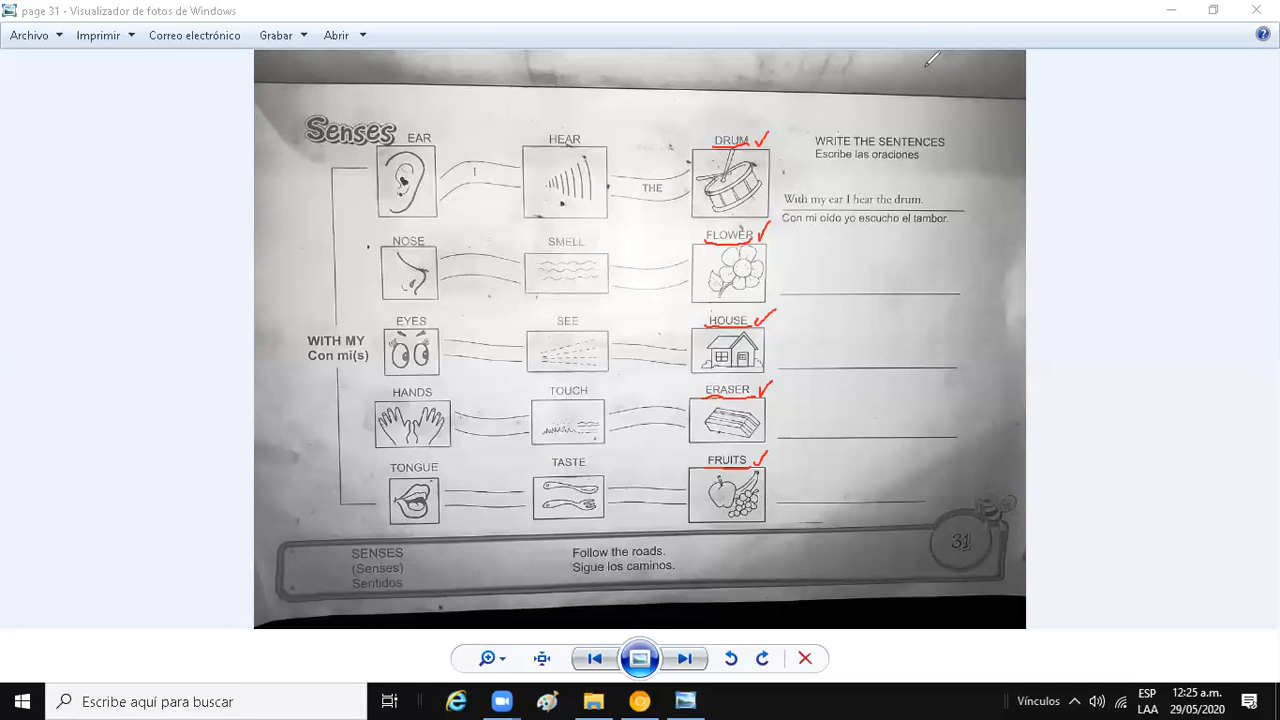 page 31 - Visualizador de fotos de Windows
Archivo Imprimir Correo electrónico Grabar Abrir
Senses
EAR HEAR DRUM
WRITE THE SENTENCES
Escribe las oraciones
I THE
With my ear I hear the drum.
Con mi oído yo escucho el tambor.
NOSE SMELL FLOWER
EYES SEE HOUSE
WITH MY
Con mi(s)
HANDS TOUCH ERASER
TONGUE TASTE FRUITS
SENSES
(Senses)
Sentidos
Follow the roads.
Sigue los caminos.
31
Escribe aquí para buscar
Vínculos
ESP
LAA
12:25 a.m.
29/05/2020